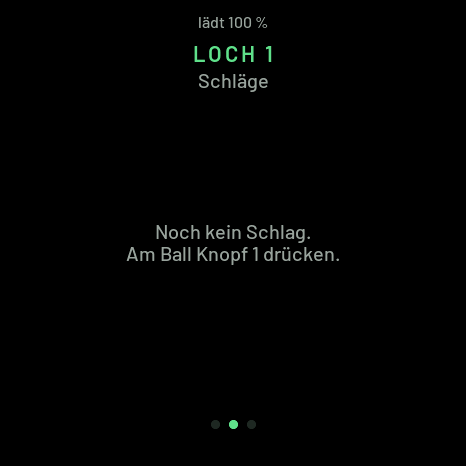 lädt 100 %
LOCH 1
Schläge
Noch kein Schlag.
Am Ball Knopf 1 drücken.